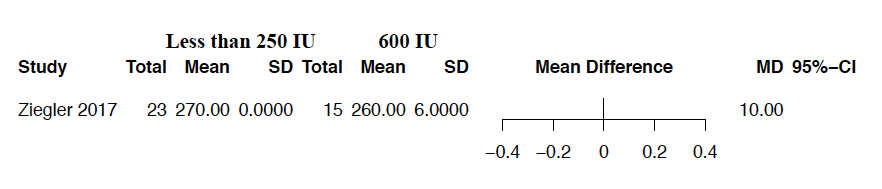 Less than 250 IU 600 IU
Study Total Mean SD Total Mean SD Mean Difference MD 95%−CI
Ziegler 2017 23 270.00 0.0000 15 260.00 6.0000 10.00
−0.4 −0.2 0 0.2 0.4